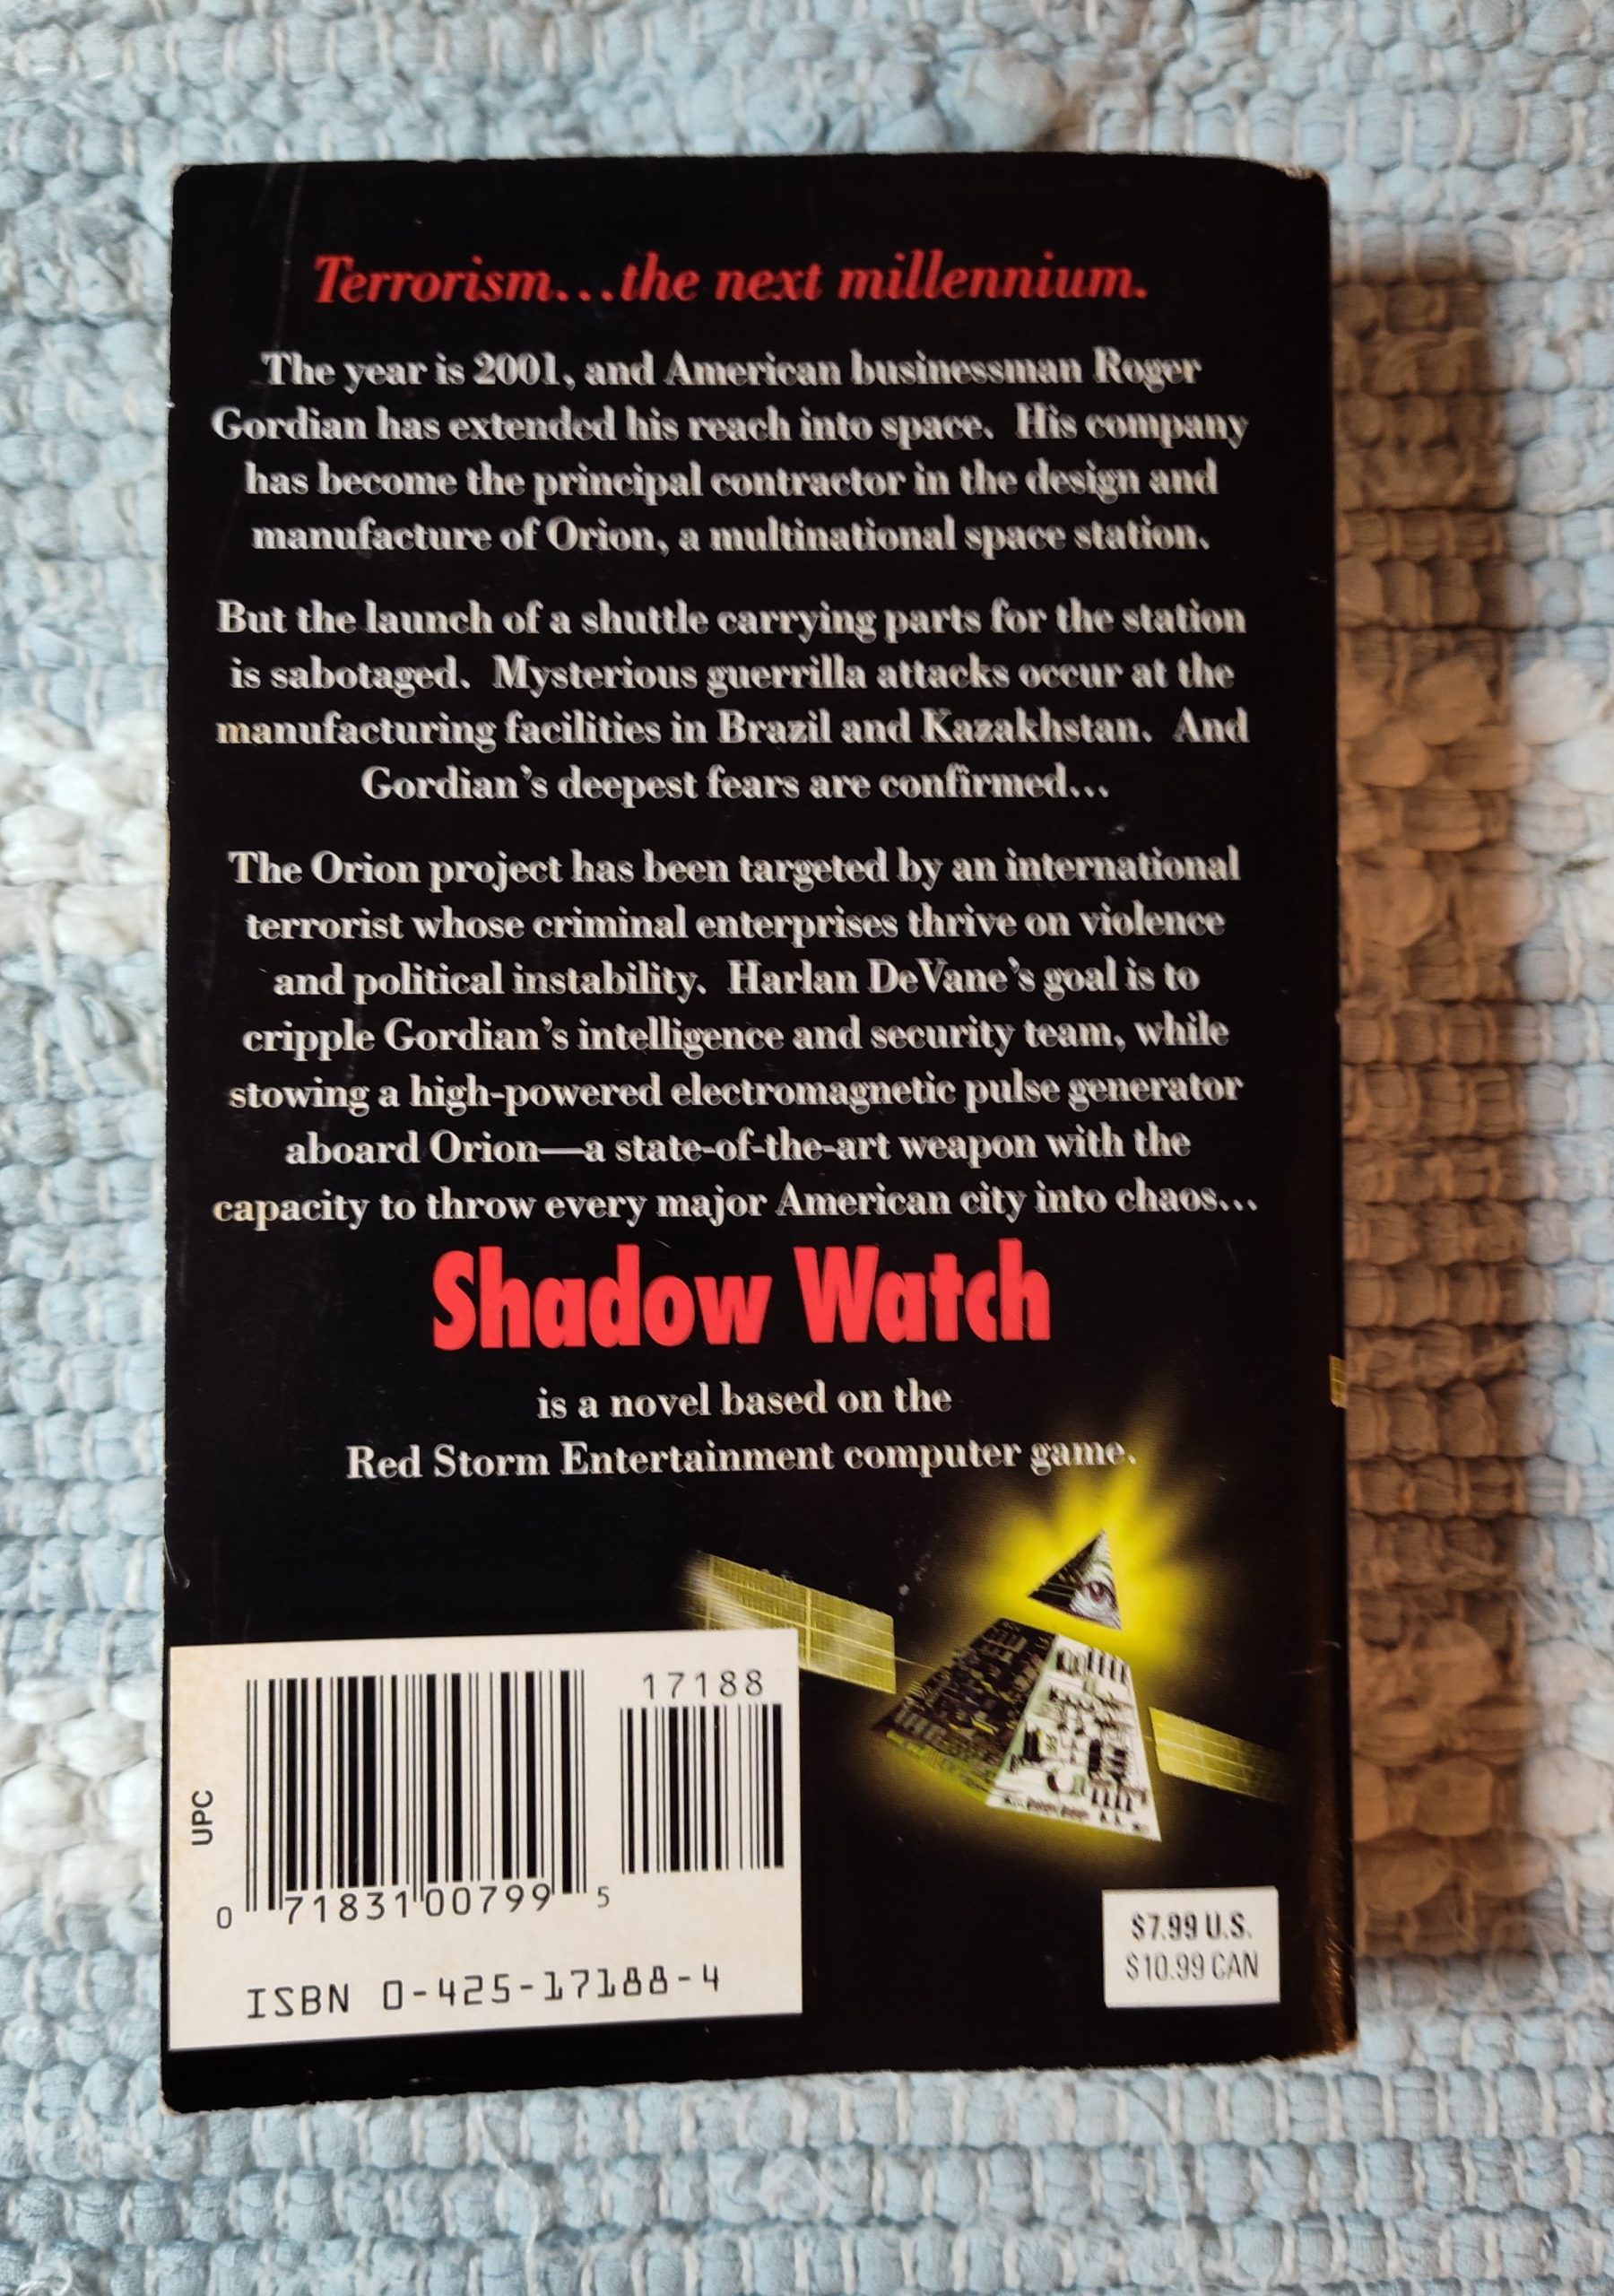 Terrorism...the next millennium.
The year is 2001, and American businessman Roger
Gordian has extended his reach into space. His company
has become the principal contractor in the design and
manufacture of Orion, a multinational space station.
But the launch of a shuttle carrying parts for the station
is sabotaged. Mysterious guerrilla attacks occur at the
manufacturing facilities in Brazil and Kazakhstan. And
Gordian's deepest fears are confirmed...
The Orion project has been targeted by an international
terrorist whose criminal enterprises thrive on violence
and political instability. Harlan DeVane's goal is to
cripple Gordian's intelligence and security team, while
stowing a high-powered electromagnetic pulse generator
aboard Orion—a state-of-the-art weapon with the
capacity to throw every major American city into chaos...
Shadow Watch
is a novel based on the
Red Storm Entertainment computer game.
17188
UPC
0 71831 00799 5
ISBN 0-425-17188-4
$7.99 U.S.
$10.99 CAN